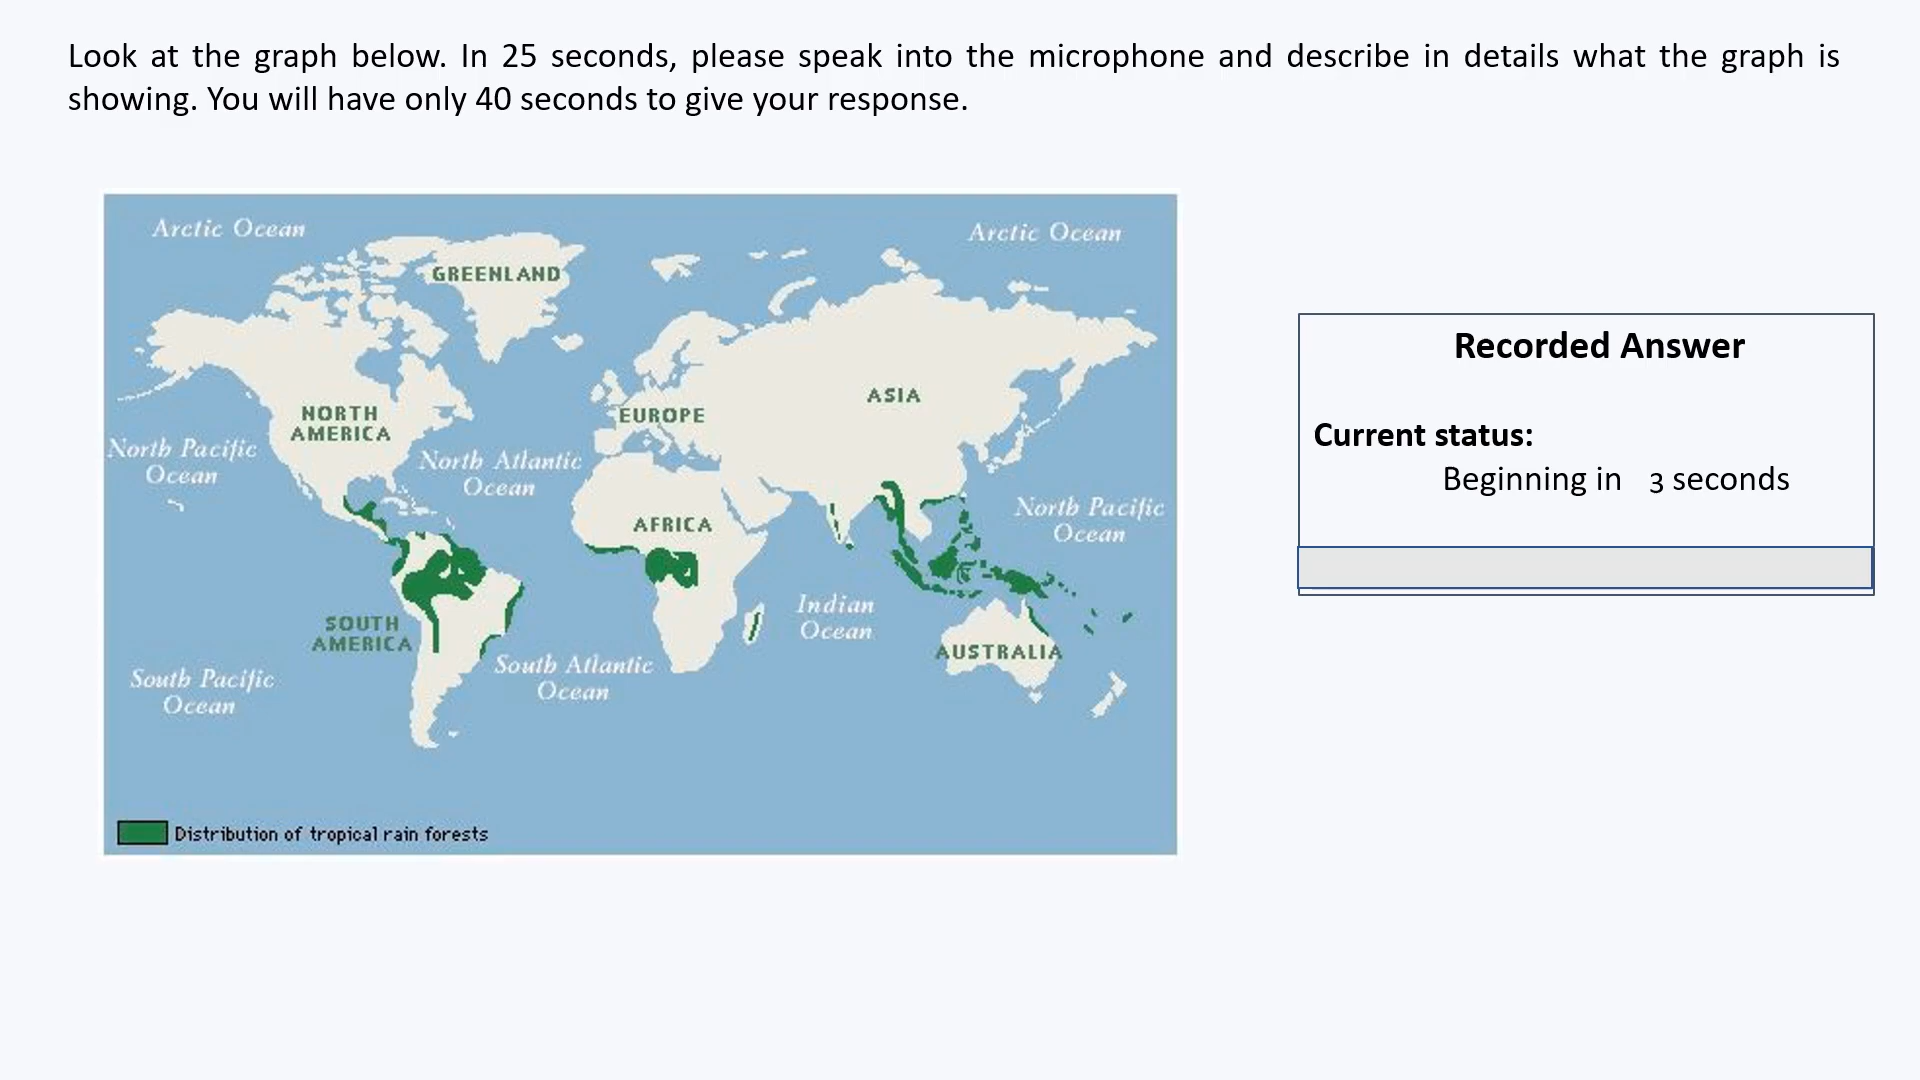 Look at the graph below. In 25 seconds, please speak into the microphone and describe in details what the graph is
showing. You will have only 40 seconds to give your response.
Arctic Ocean
Arctic Ocean
GREENLAND
ASIA
NORTH
AMERICA
EUROPE
North Pacific
Ocean
North Atlantic
Ocean
AFRICA
North Pacific
Ocean
Indian
Ocean
SOUTH
AMERICA
AUSTRALIA
South Atlantic
Ocean
South Pacific
Ocean
Distribution of tropical rain forests
Recorded Answer
Current status:
Beginning in 3 seconds